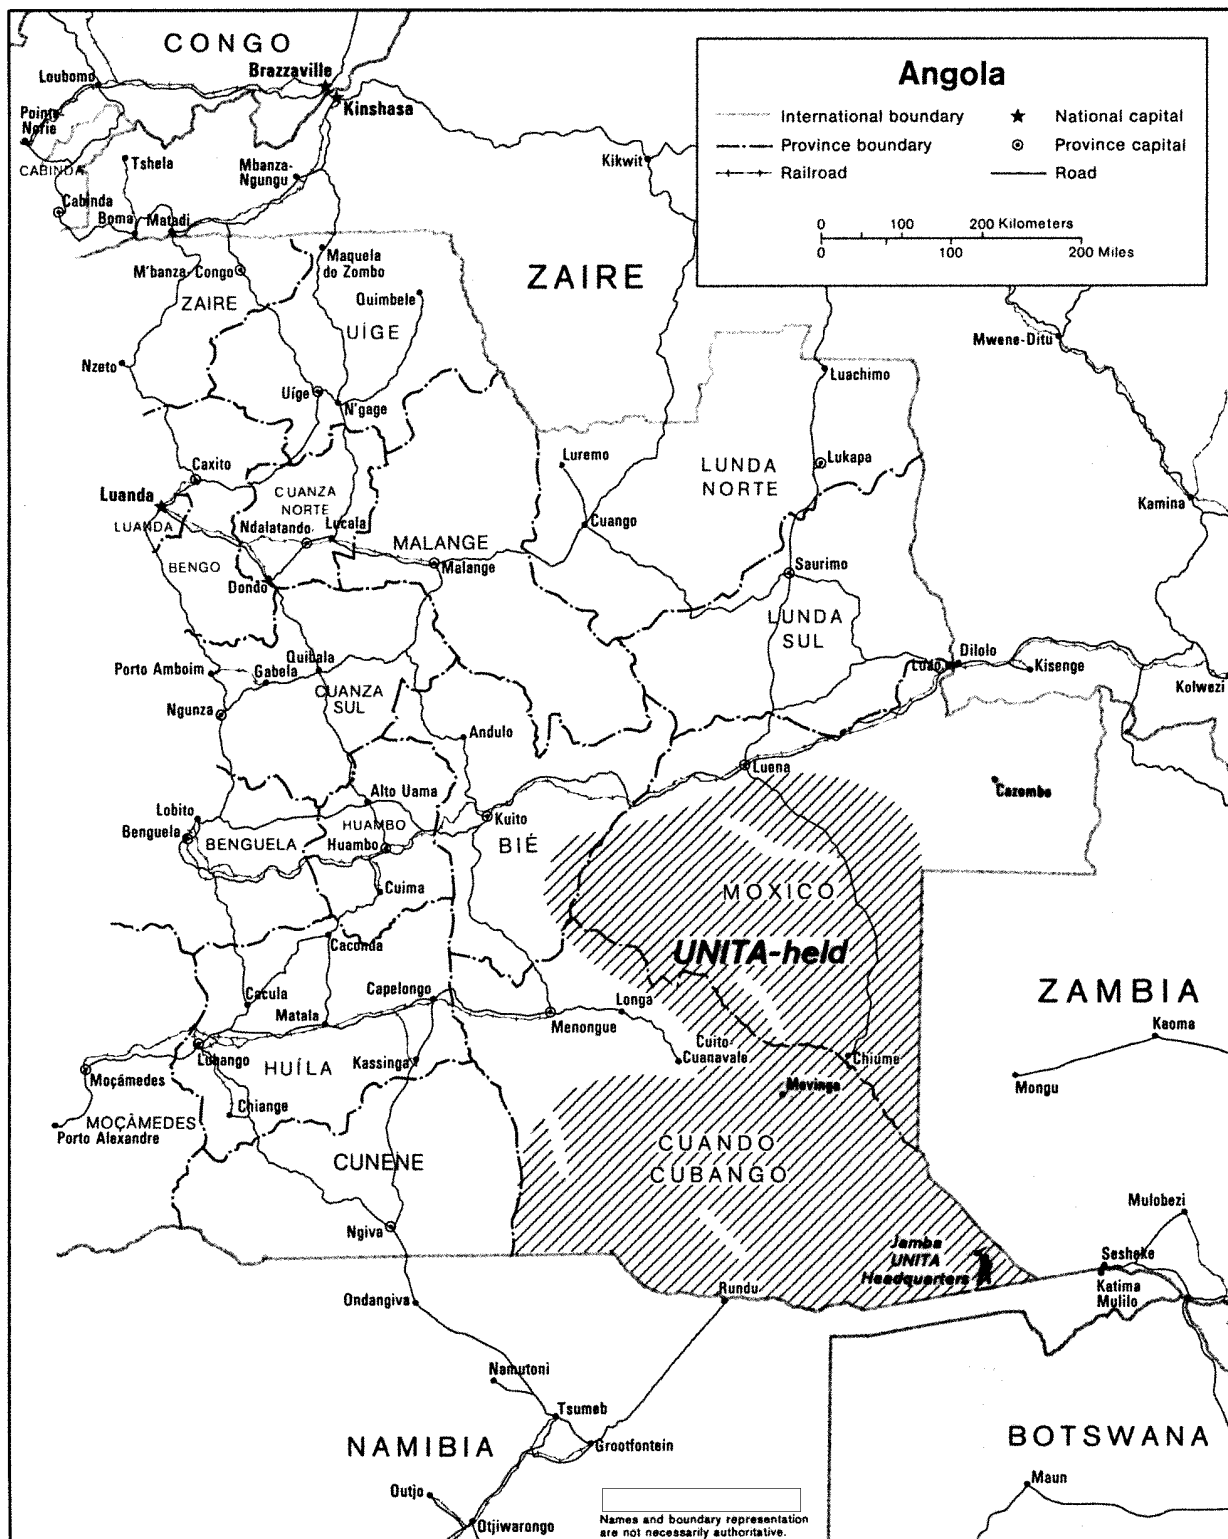 CONGO
Brazzaville
Loubomo
Kinshasa
Pointe-
Norie
CABINDA
Tshela
Mbanza-
Ngungu
Kikwit
Cabinda
Boma
Matadi
Angola
International boundary
National capital
Province boundary
Province capital
Railroad
Road
0 100 200 Kilometers
0 100 200 Miles
M'banza Congo
Maquela
do Zombo
ZAIRE
ZAIRE
Quimbele
UÍGE
Mwene-Ditu
Nzeto
Luachimo
Uíge
N'gage
Caxito
Luremo
LUNDA
NORTE
Lukapa
Luanda
CUANZA
NORTE
Kamina
LUANDA
Ndalatando
Lucala
Cuango
MALANGE
BENGO
Malange
Saurimo
Dondo
LUNDA
SUL
Porto Amboim
Gabela
Quibala
Luao
Dilolo
Kisenge
Kolwezi
CUANZA
SUL
Ngunza
Andulo
Luena
Cazombo
Alto Uama
Lobito
Benguela
HUAMBO
Kuito
BENGUELA
Huambo
BIÉ
Cuima
MOXICO
Caconda
UNITA-held
Cacula
Capelongo
Longa
ZAMBIA
Matala
Menongue
Kaoma
Lubango
Cuito-
Cuanavale
Chiume
HUÍLA
Kassinga
Moçâmedes
Mavinga
Mongu
Chiange
MOÇÂMEDES
Porto Alexandre
CUANDO
CUBANGO
CUNENE
Mulobezi
Ngiva
Jamba
UNITA
Headquarters
Sesheke
Katima
Mulilo
Ondangiva
Rundu
Namutoni
Tsumeb
NAMIBIA
Grootfontein
BOTSWANA
Maun
Outjo
Otjiwarongo
Names and boundary representation
are not necessarily authoritative.